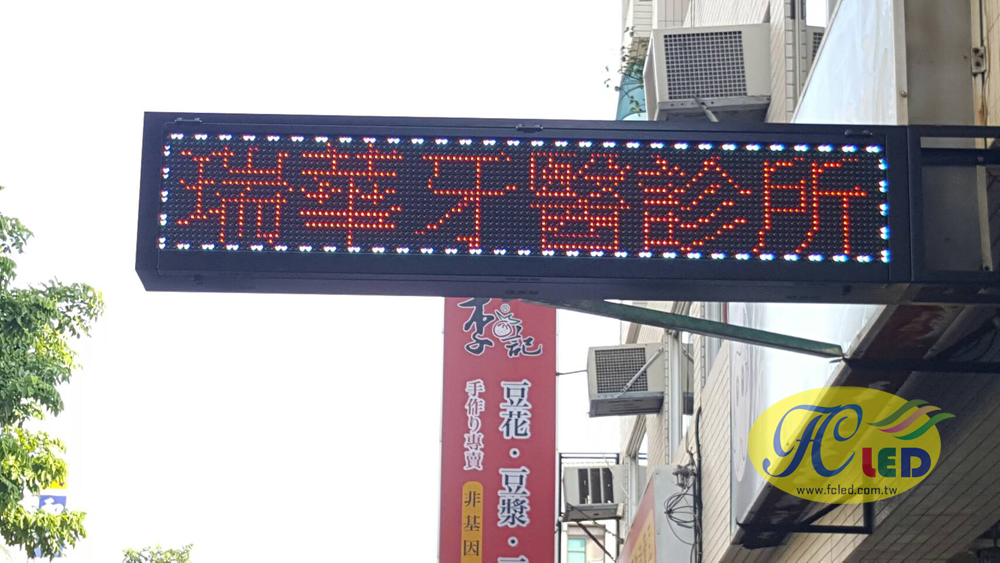 瑞華牙醫診所
李記
豆花・豆漿・
手作り專賣
非基因
FC LED
www.fcled.com.tw